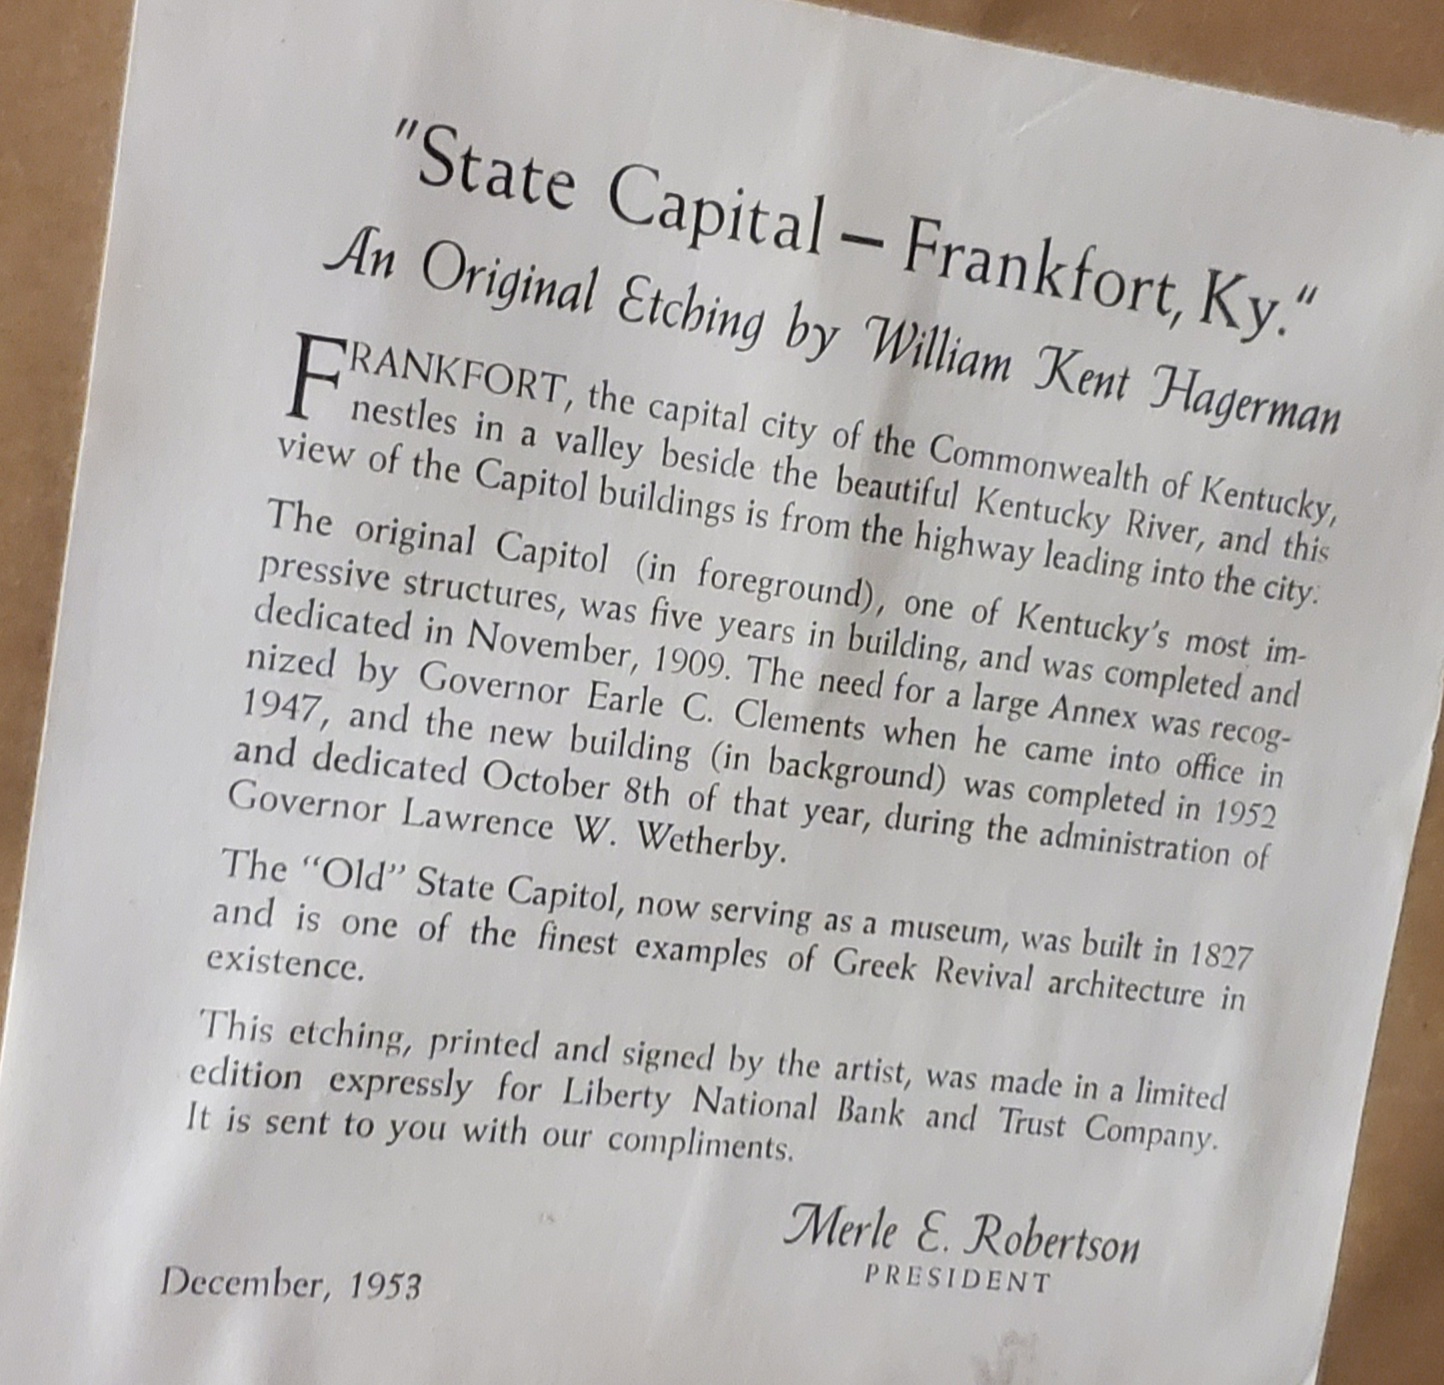 "State Capital – Frankfort, Ky."
An Original Etching by William Kent Hagerman
FRANKFORT, the capital city of the Commonwealth of Kentucky,
nestles in a valley beside the beautiful Kentucky River, and this
view of the Capitol buildings is from the highway leading into the city.
The original Capitol (in foreground), one of Kentucky's most im-
pressive structures, was five years in building, and was completed and
dedicated in November, 1909. The need for a large Annex was recog-
nized by Governor Earle C. Clements when he came into office in
1947, and the new building (in background) was completed in 1952
and dedicated October 8th of that year, during the administration of
Governor Lawrence W. Wetherby.
The "Old" State Capitol, now serving as a museum, was built in 1827
and is one of the finest examples of Greek Revival architecture in
existence.
This etching, printed and signed by the artist, was made in a limited
edition expressly for Liberty National Bank and Trust Company.
It is sent to you with our compliments.
Merle E. Robertson
PRESIDENT
December, 1953